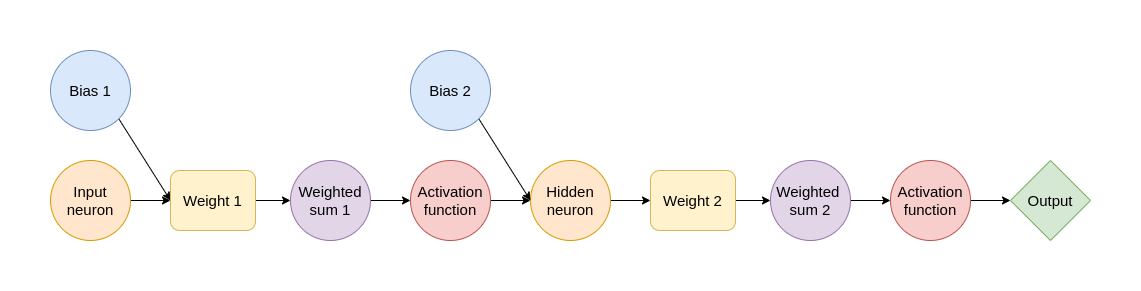 Bias 1
Bias 2
Input
neuron
Weight 1
Weighted
sum 1
Activation
function
Hidden
neuron
Weight 2
Weighted
sum 2
Activation
function
Output